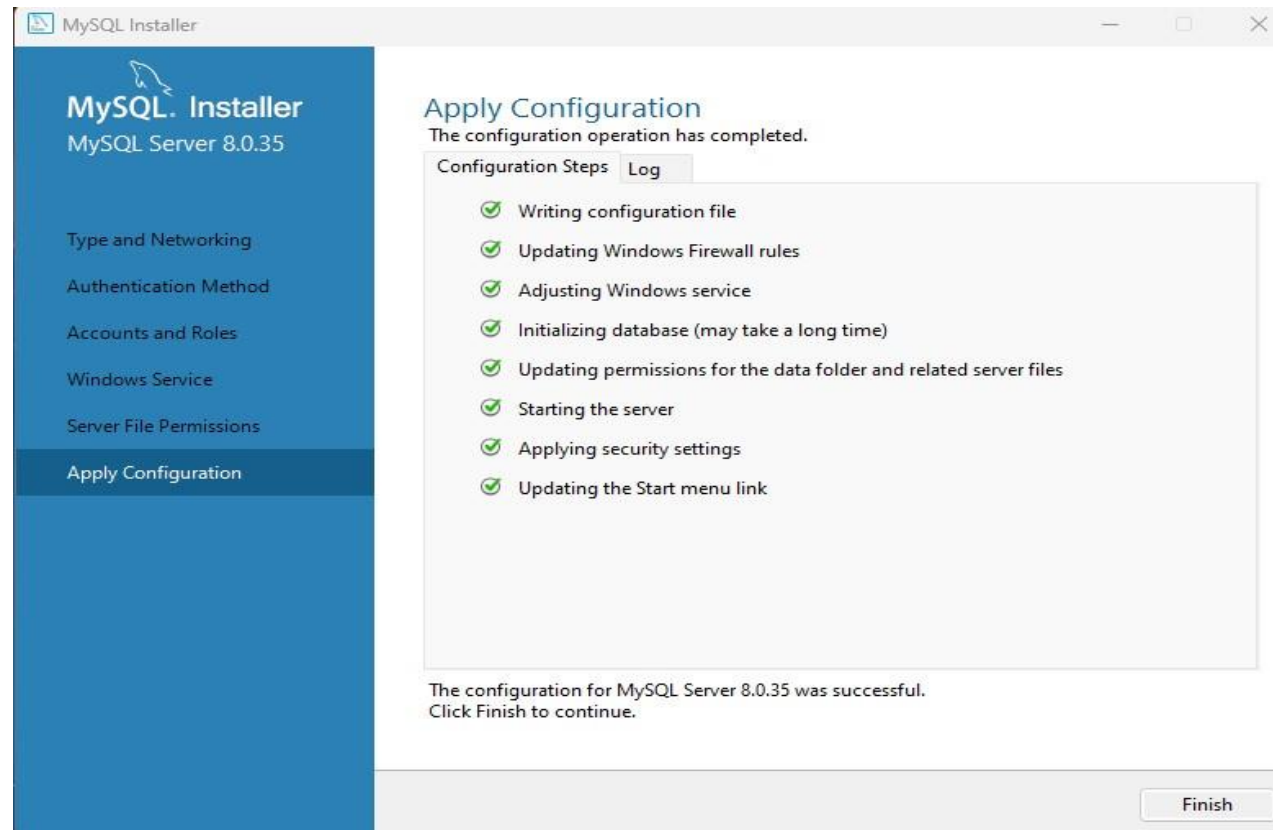 MySQL Installer
MySQL. Installer
MySQL Server 8.0.35
Type and Networking
Authentication Method
Accounts and Roles
Windows Service
Server File Permissions
Apply Configuration
Apply Configuration
The configuration operation has completed.
Configuration Steps Log
Writing configuration file
Updating Windows Firewall rules
Adjusting Windows service
Initializing database (may take a long time)
Updating permissions for the data folder and related server files
Starting the server
Applying security settings
Updating the Start menu link
The configuration for MySQL Server 8.0.35 was successful.
Click Finish to continue.
Finish